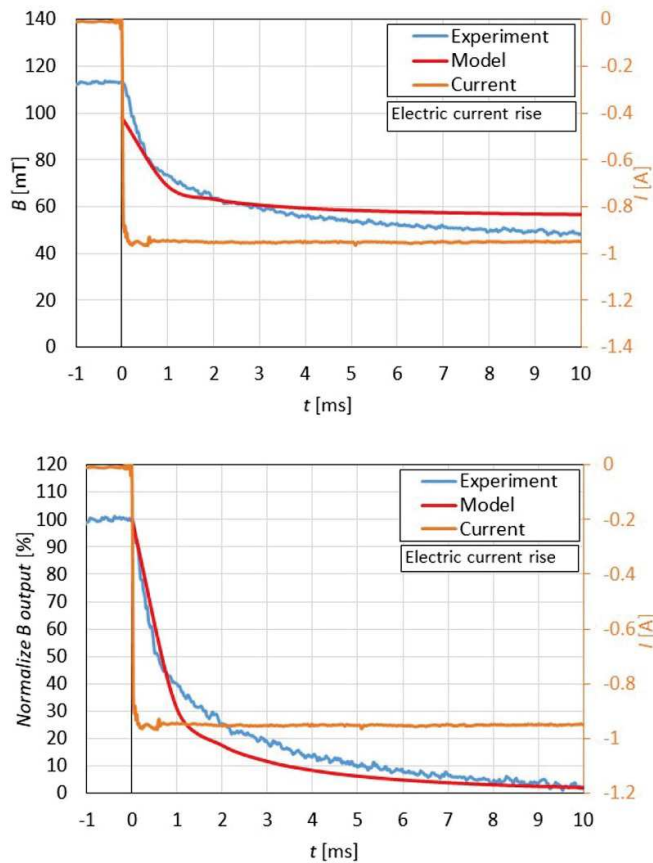 140
120
100
80
60
40
20
0
B [mT]
0
-0.2
-0.4
-0.6
-0.8
-1
-1.2
-1.4
I [A]
Experiment
Model
Current
Electric current rise
-1 0 1 2 3 4 5 6 7 8 9 10
t [ms]
120
110
100
90
80
70
60
50
40
30
20
10
0
Normalize B output [%]
0
-0.2
-0.4
-0.6
-0.8
-1
-1.2
I [A]
Experiment
Model
Current
Electric current rise
-1 0 1 2 3 4 5 6 7 8 9 10
t [ms]